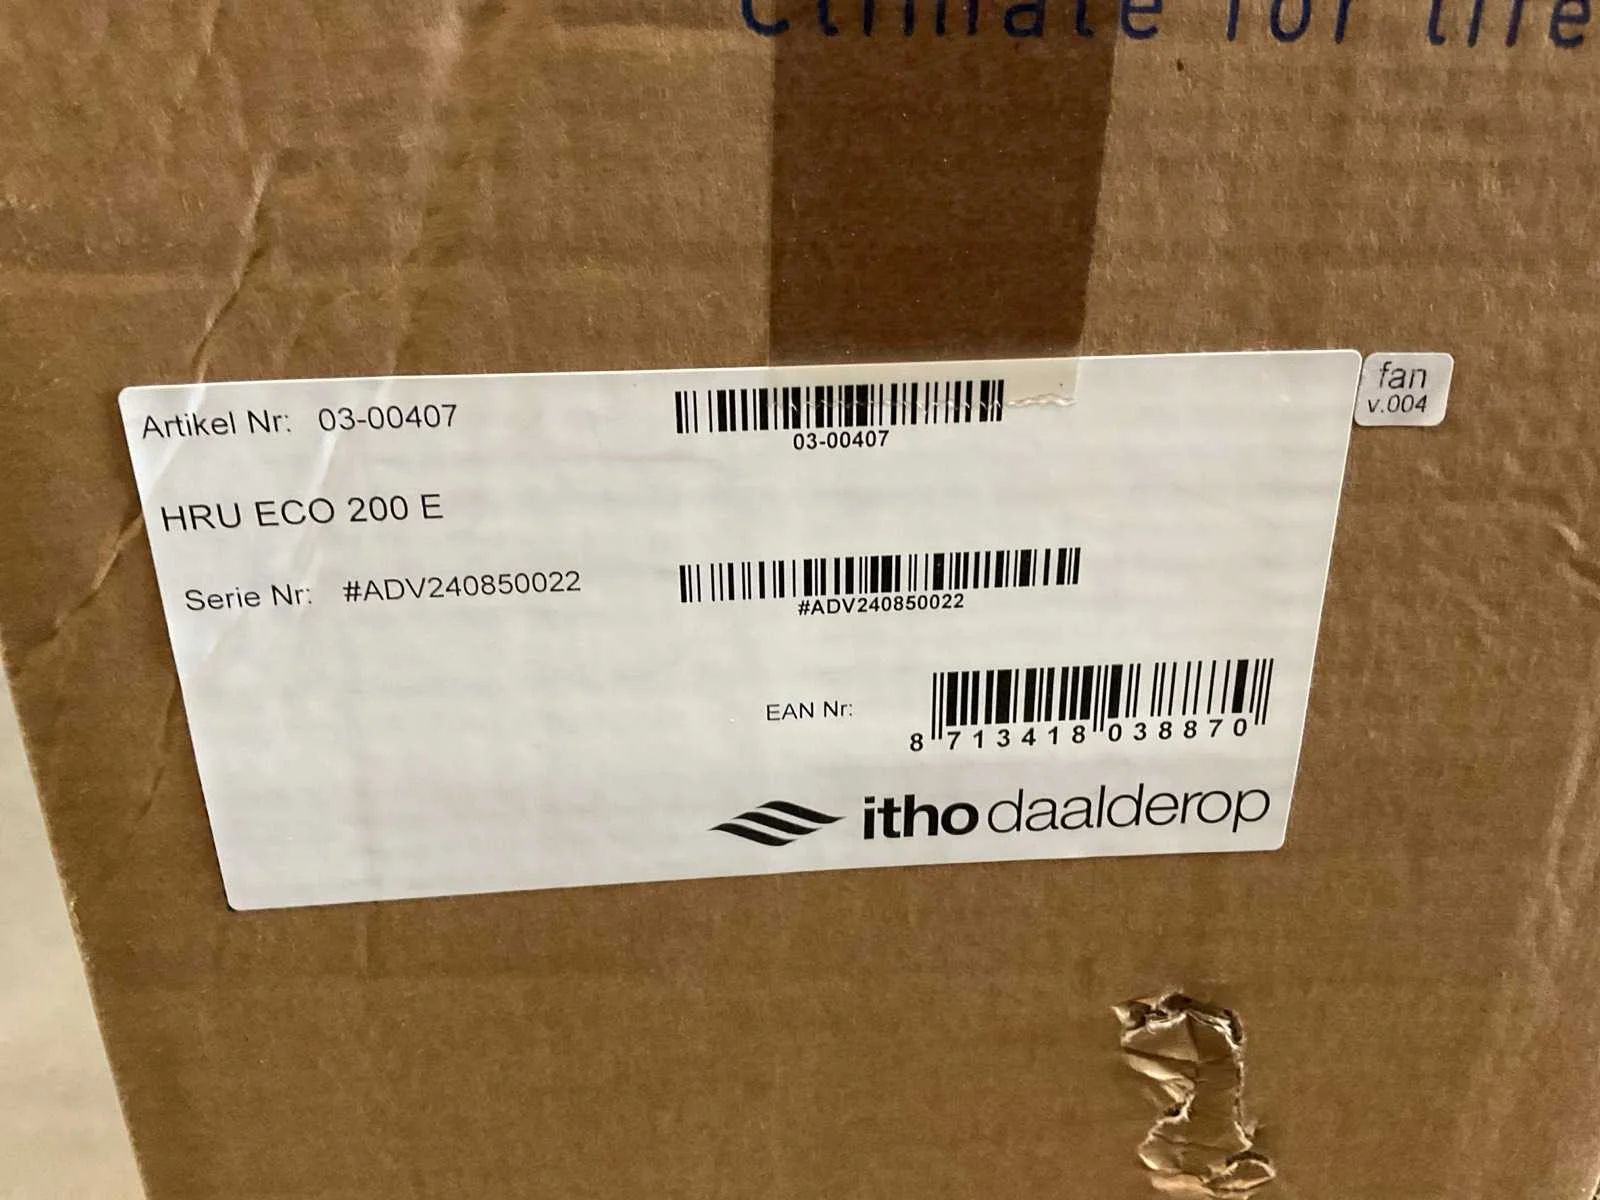 Climate for life
Artikel Nr: 03-00407
03-00407
fan
v.004
HRU ECO 200 E
Serie Nr: #ADV240850022
#ADV240850022
EAN Nr:
8 713418 038870
itho daalderop